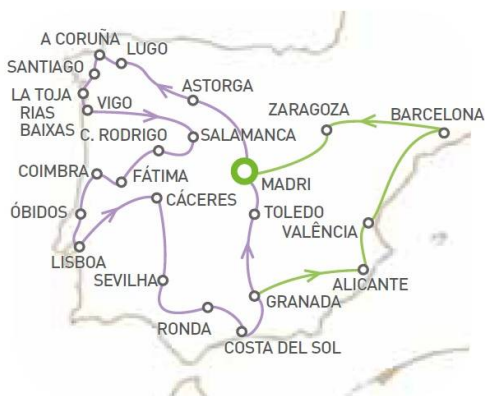 A CORUÑA
LUGO
SANTIAGO
ASTORGA
LA TOJA
RIAS
BAIXAS
VIGO
ZARAGOZA
BARCELONA
C. RODRIGO
SALAMANCA
COIMBRA
FÁTIMA
MADRI
CÁCERES
TOLEDO
ÓBIDOS
VALÊNCIA
LISBOA
SEVILHA
ALICANTE
GRANADA
RONDA
COSTA DEL SOL